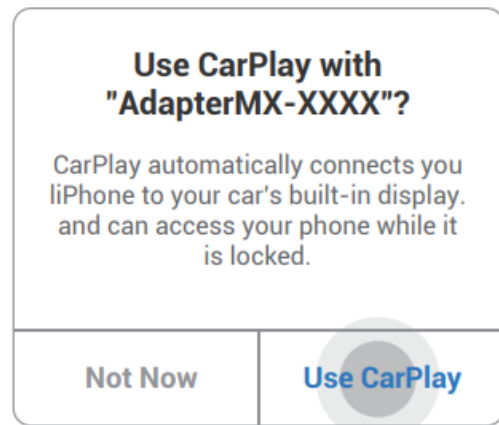 Use CarPlay with
"AdapterMX-XXXX"?
CarPlay automatically connects you
liPhone to your car's built-in display.
and can access your phone while it
is locked.
Not Now
Use CarPlay